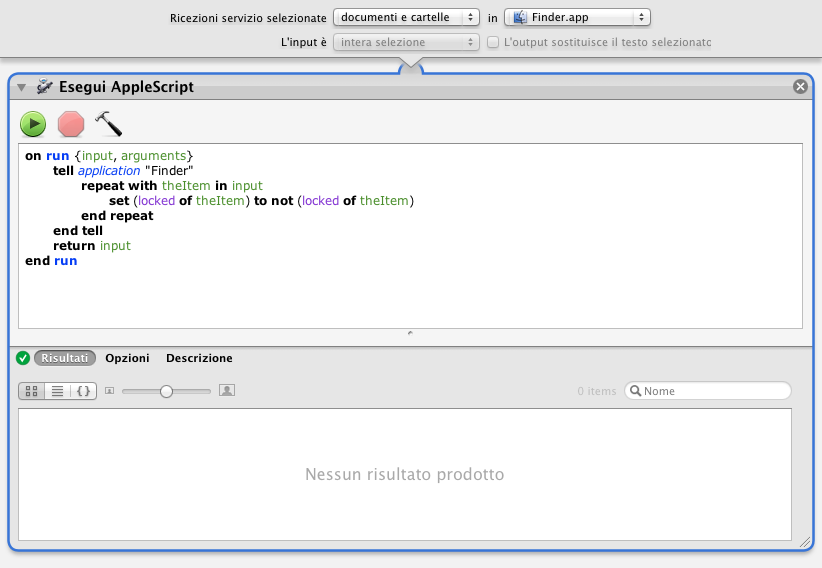 Ricezioni servizio selezionate documenti e cartelle in Finder.app
L'input è intera selezione L'output sostituisce il testo selezionato
Esegui AppleScript
on run {input, arguments}
tell application "Finder"
repeat with theItem in input
set (locked of theItem) to not (locked of theItem)
end repeat
end tell
return input
end run
Risultati Opzioni Descrizione
{} 0 items Nome
Nessun risultato prodotto